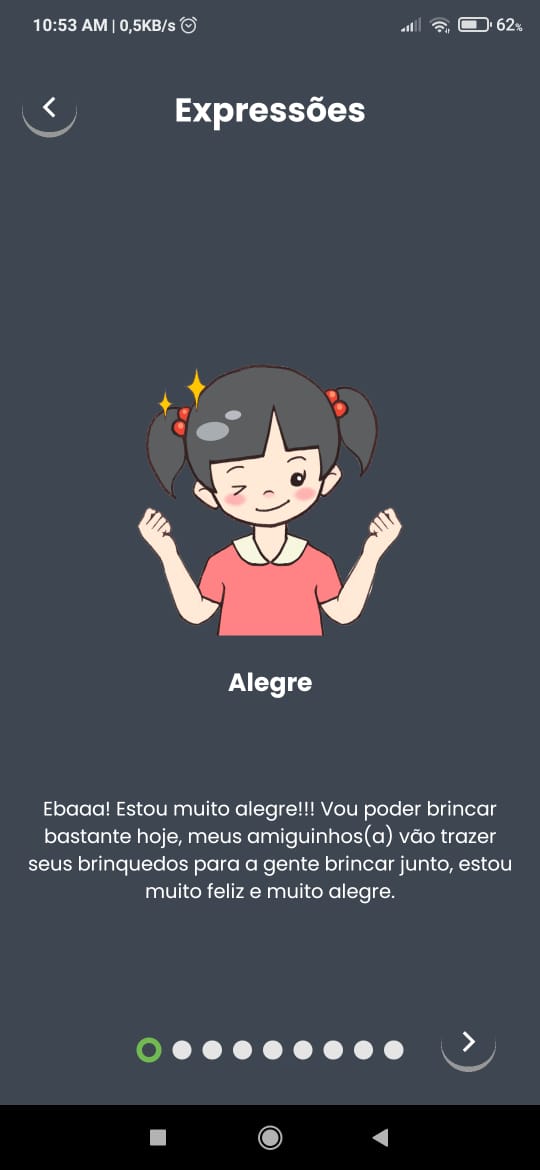 10:53 AM | 0,5KB/s
62%
Expressões
Alegre
Ebaaa! Estou muito alegre!!! Vou poder brincar
bastante hoje, meus amiguinhos(a) vão trazer
seus brinquedos para a gente brincar junto, estou
muito feliz e muito alegre.